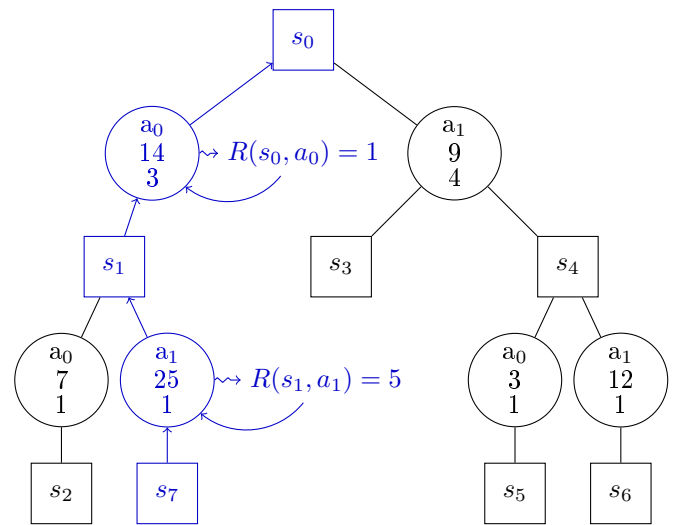 s₀
a₀
14
3
R(s₀, a₀) = 1
a₁
9
4
s₁
s₃
s₄
a₀
7
1
a₁
25
1
R(s₁, a₁) = 5
a₀
3
1
a₁
12
1
s₂
s₇
s₅
s₆